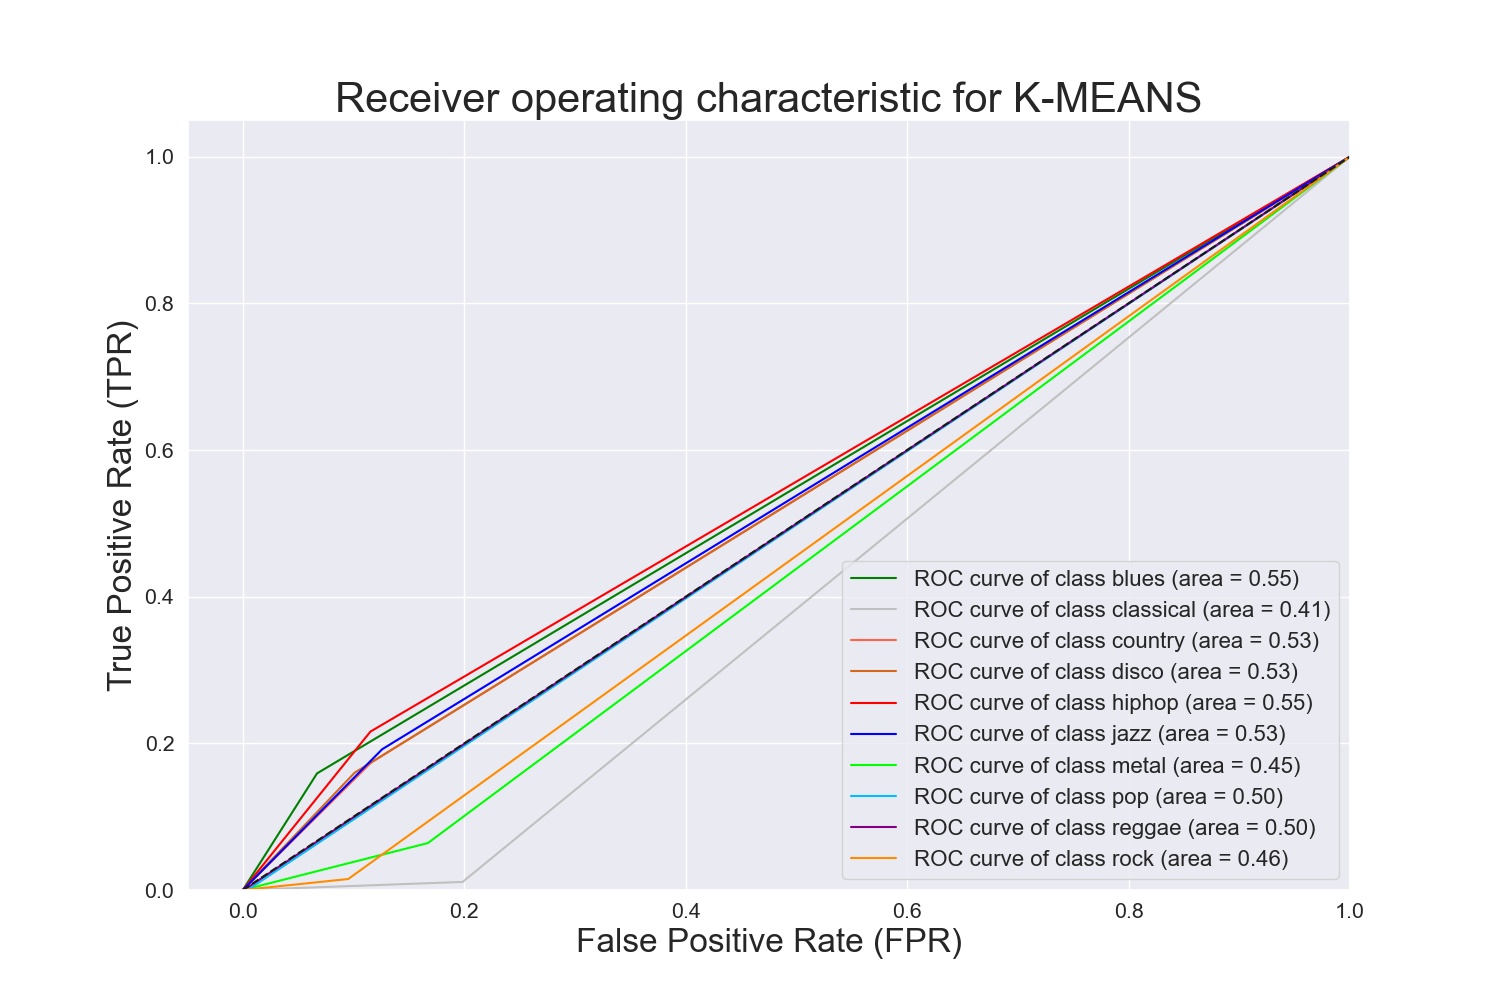 Receiver operating characteristic for K-MEANS
True Positive Rate (TPR)
1.0
0.8
0.6
0.4
0.2
0.0
ROC curve of class blues (area = 0.55)
ROC curve of class classical (area = 0.41)
ROC curve of class country (area = 0.53)
ROC curve of class disco (area = 0.53)
ROC curve of class hiphop (area = 0.55)
ROC curve of class jazz (area = 0.53)
ROC curve of class metal (area = 0.45)
ROC curve of class pop (area = 0.50)
ROC curve of class reggae (area = 0.50)
ROC curve of class rock (area = 0.46)
0.0 0.2 0.4 0.6 0.8 1.0
False Positive Rate (FPR)